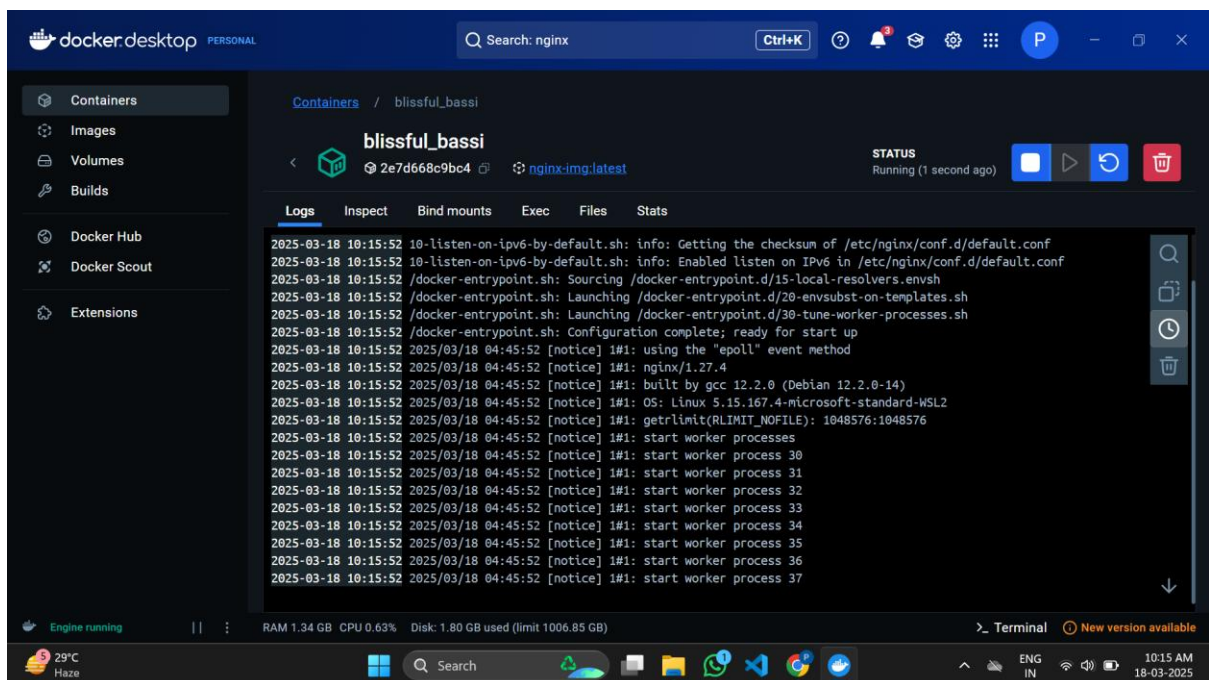 docker.desktop PERSONAL
Search: nginx
Ctrl+K
3
P
Containers
Images
Volumes
Builds
Docker Hub
Docker Scout
Extensions
Containers / blissful_bassi
blissful_bassi
2e7d668c9bc4
nginx-img:latest
STATUS
Running (1 second ago)
Logs Inspect Bind mounts Exec Files Stats
2025-03-18 10:15:52 10-listen-on-ipv6-by-default.sh: info: Getting the checksum of /etc/nginx/conf.d/default.conf
2025-03-18 10:15:52 10-listen-on-ipv6-by-default.sh: info: Enabled listen on IPv6 in /etc/nginx/conf.d/default.conf
2025-03-18 10:15:52 /docker-entrypoint.sh: Sourcing /docker-entrypoint.d/15-local-resolvers.envsh
2025-03-18 10:15:52 /docker-entrypoint.sh: Launching /docker-entrypoint.d/20-envsubst-on-templates.sh
2025-03-18 10:15:52 /docker-entrypoint.sh: Launching /docker-entrypoint.d/30-tune-worker-processes.sh
2025-03-18 10:15:52 /docker-entrypoint.sh: Configuration complete; ready for start up
2025-03-18 10:15:52 2025/03/18 04:45:52 [notice] 1#1: using the "epoll" event method
2025-03-18 10:15:52 2025/03/18 04:45:52 [notice] 1#1: nginx/1.27.4
2025-03-18 10:15:52 2025/03/18 04:45:52 [notice] 1#1: built by gcc 12.2.0 (Debian 12.2.0-14)
2025-03-18 10:15:52 2025/03/18 04:45:52 [notice] 1#1: OS: Linux 5.15.167.4-microsoft-standard-WSL2
2025-03-18 10:15:52 2025/03/18 04:45:52 [notice] 1#1: getrlimit(RLIMIT_NOFILE): 1048576:1048576
2025-03-18 10:15:52 2025/03/18 04:45:52 [notice] 1#1: start worker processes
2025-03-18 10:15:52 2025/03/18 04:45:52 [notice] 1#1: start worker process 30
2025-03-18 10:15:52 2025/03/18 04:45:52 [notice] 1#1: start worker process 31
2025-03-18 10:15:52 2025/03/18 04:45:52 [notice] 1#1: start worker process 32
2025-03-18 10:15:52 2025/03/18 04:45:52 [notice] 1#1: start worker process 33
2025-03-18 10:15:52 2025/03/18 04:45:52 [notice] 1#1: start worker process 34
2025-03-18 10:15:52 2025/03/18 04:45:52 [notice] 1#1: start worker process 35
2025-03-18 10:15:52 2025/03/18 04:45:52 [notice] 1#1: start worker process 36
2025-03-18 10:15:52 2025/03/18 04:45:52 [notice] 1#1: start worker process 37
Engine running
RAM 1.34 GB CPU 0.63% Disk: 1.80 GB used (limit 1006.85 GB)
Terminal
New version available
5
29°C
Haze
Search
1
ENG
IN
10:15 AM
18-03-2025